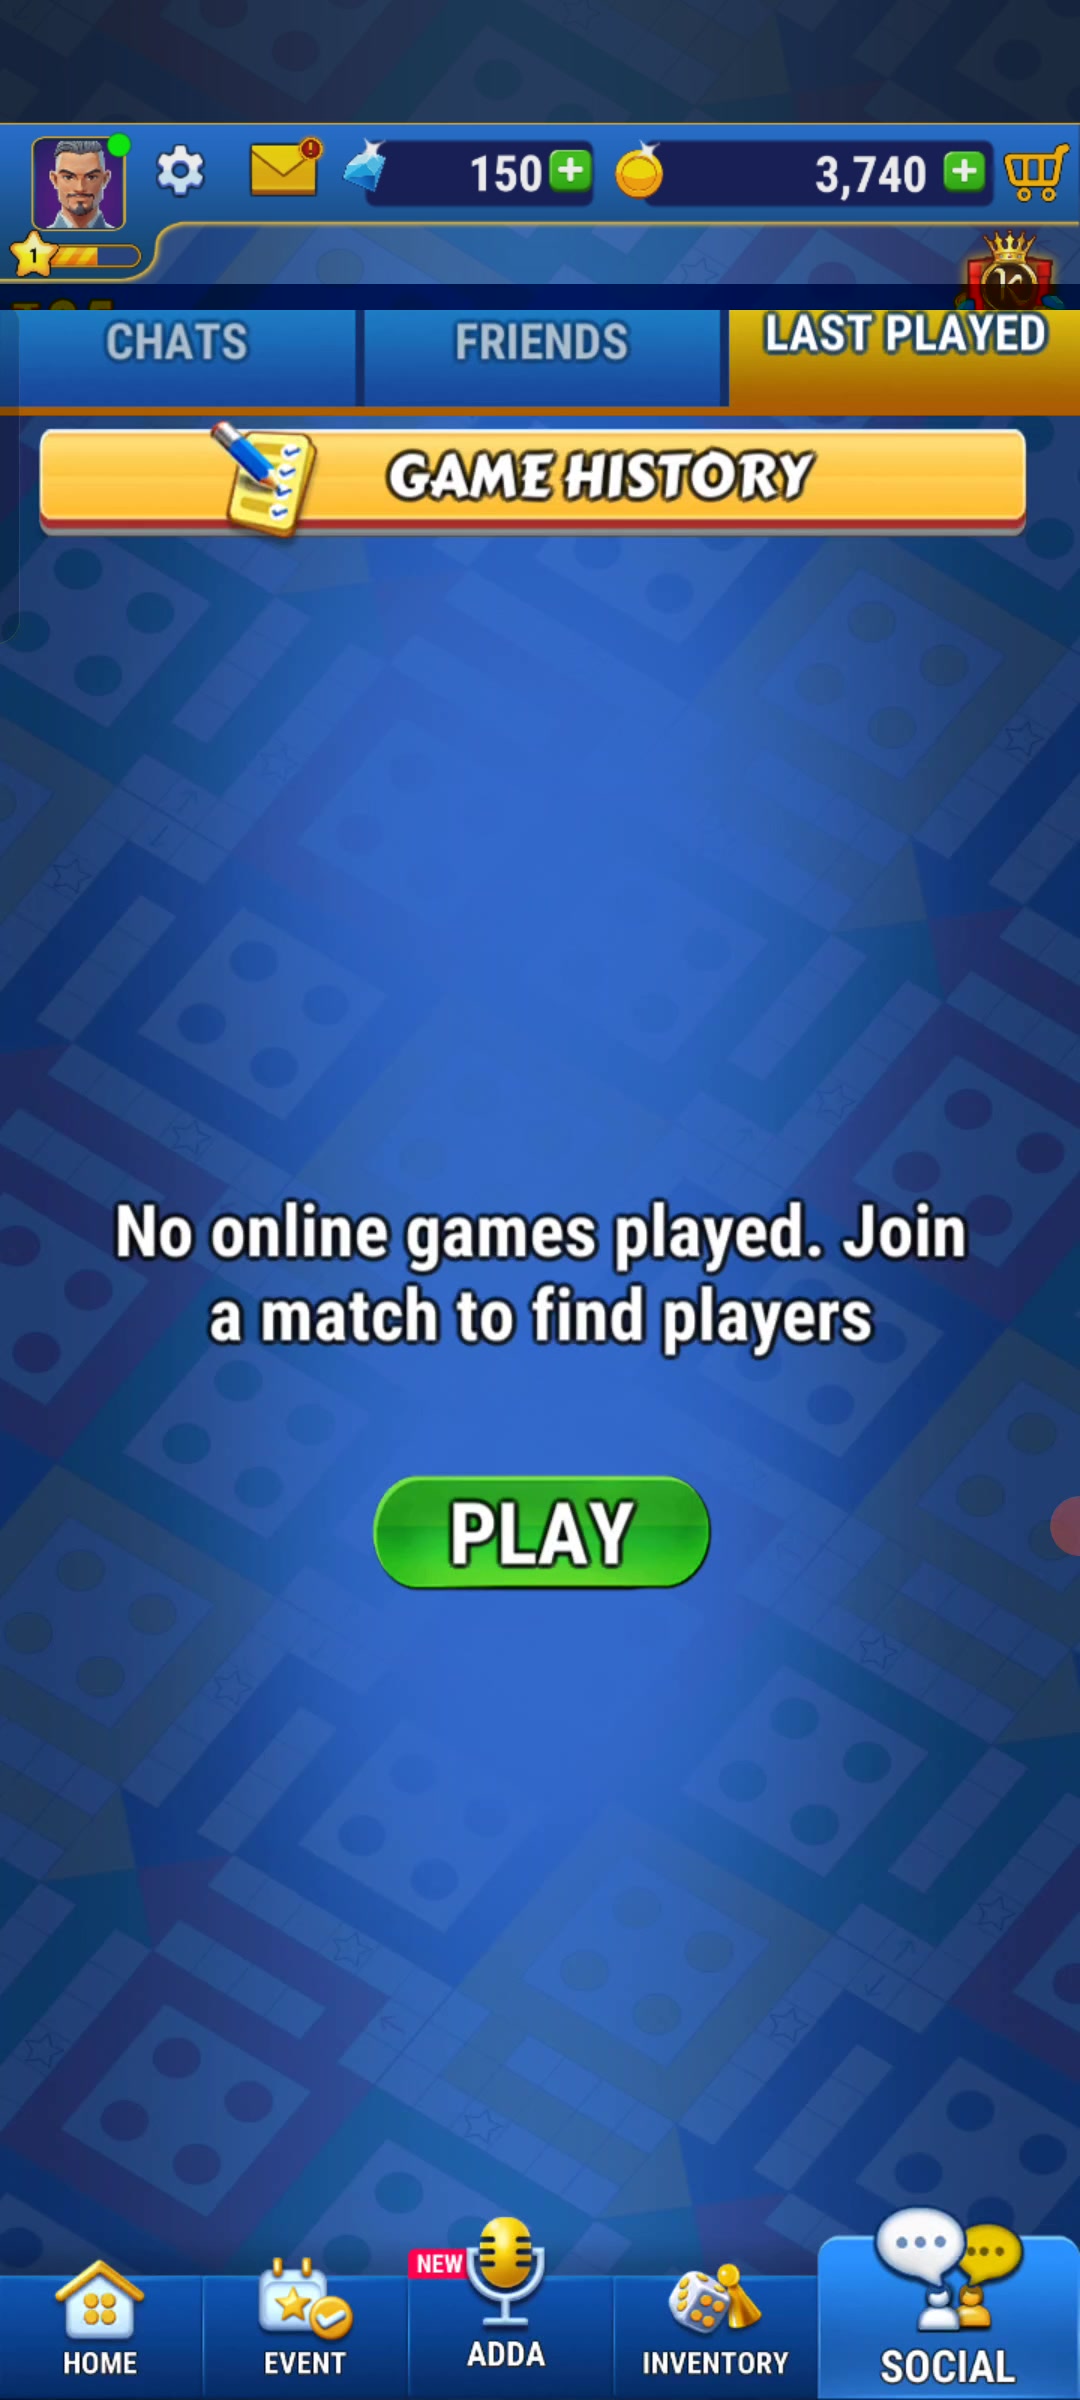 150
3,740
1
CHATS
FRIENDS
LAST PLAYED
GAME HISTORY
No online games played. Join
a match to find players
PLAY
NEW
HOME
EVENT
ADDA
INVENTORY
SOCIAL